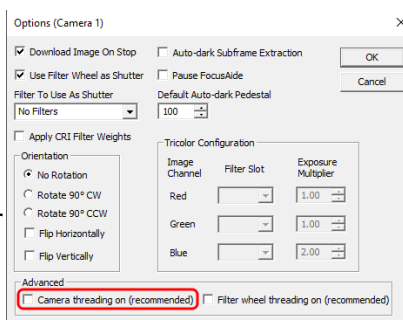 Options (Camera 1)
Download Image On Stop
Auto-dark Subframe Extraction
OK
Use Filter Wheel as Shutter
Pause FocusAide
Cancel
Filter To Use As Shutter
Default Auto-dark Pedestal
No Filters
100
Apply CRI Filter Weights
Tricolor Configuration
Orientation
Image Channel
Filter Slot
Exposure Multiplier
No Rotation
Red
1.00
Rotate 90° CW
Rotate 90° CCW
Green
1.00
Flip Horizontally
Flip Vertically
Blue
2.00
Advanced
Camera threading on (recommended)
Filter wheel threading on (recommended)